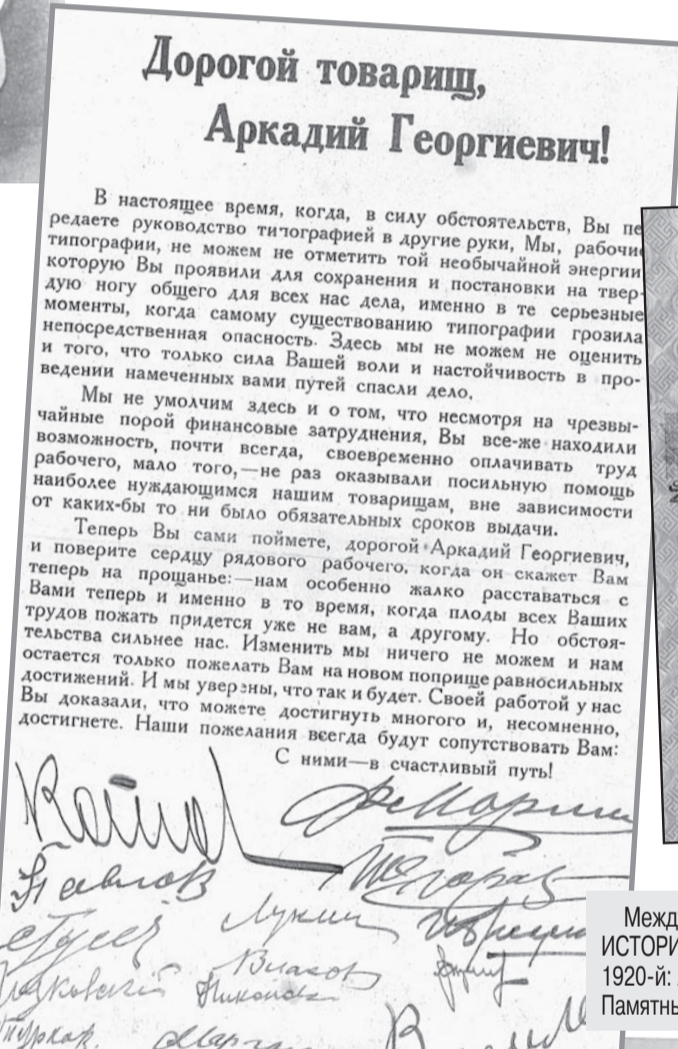 Дорогой товарищ,
Аркадий Георгиевич!
В настоящее время, когда, в силу обстоятельств, Вы пе
редаете руководство типографией в другие руки, Мы, рабочие
типографии, не можем не отметить той необычайной энергии
которую Вы проявили для сохранения и постановки на твер-
дую ногу общего для всех нас дела, именно в те серьезные
моменты, когда самому существованию типографии грозила
непосредственная опасность. Здесь мы не можем не оценить
и того, что только сила Вашей воли и настойчивость в про-
ведении намеченных вами путей спасли дело.
Мы не умолчим здесь и о том, что несмотря на чрезвы-
чайные порой финансовые затруднения, Вы все-же находили
возможность, почти всегда, своевременно оплачивать труд
рабочего, мало того,—не раз оказывали посильную помощь
наиболее нуждающимся нашим товарищам, вне зависимости
от каких-бы то ни было обязательных сроков выдачи.
Теперь Вы сами поймете, дорогой Аркадий Георгиевич,
и поверите сердцу рядового рабочего, когда он скажет Вам
теперь на прощанье:—нам особенно жалко расставаться с
Вами теперь и именно в то время, когда плоды всех Ваших
трудов пожать придется уже не вам, а другому. Но обстоя-
тельства сильнее нас. Изменить мы ничего не можем и нам
остается только пожелать Вам на новом поприще равносильных
достижений. И мы уверены, что так и будет. Своей работой у нас
Вы доказали, что можете достигнуть многого и, несомненно,
достигнете. Наши пожелания всегда будут сопутствовать Вам:
С ними—в счастливый путь!
Павлов
Лукин
Власов
Межд
ИСТОРИ
1920-й:
Памятны